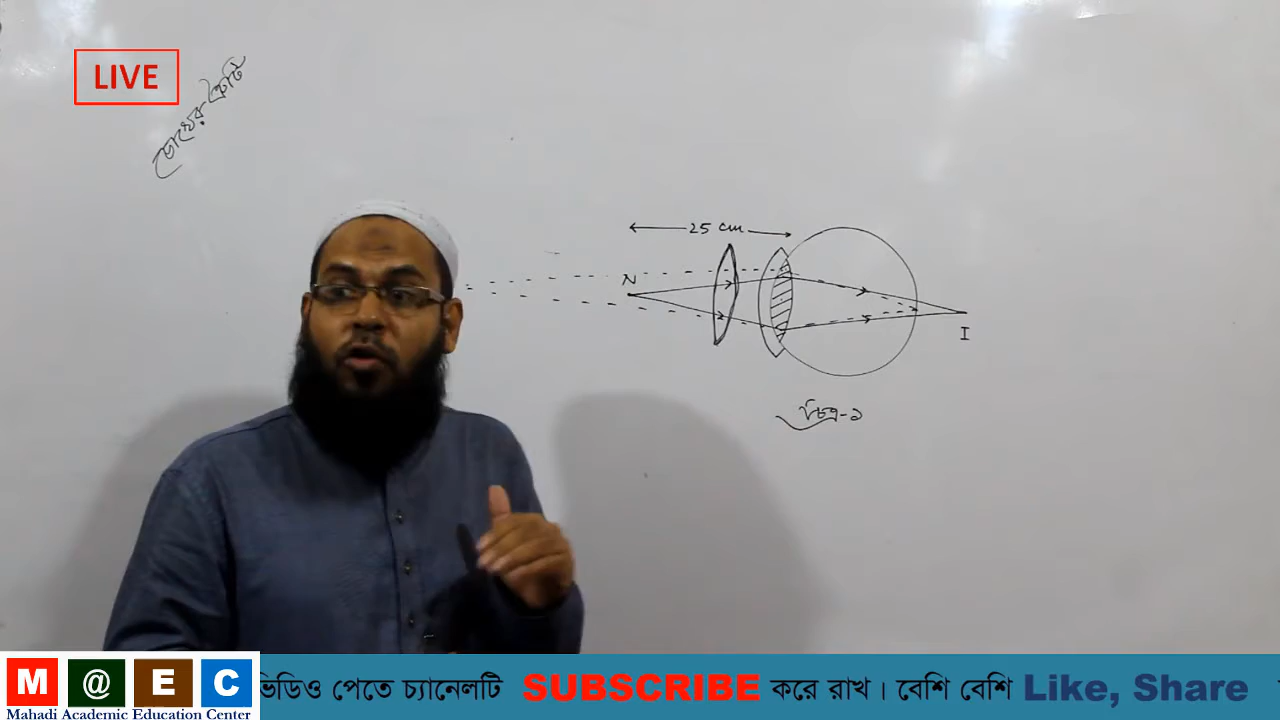 LIVE
চোখের ত্রুটি
25 cm
N
I
চিত্র-১
M @ E C
Mahadi Academic Education Center
ভিডিও পেতে চ্যানেলটি SUBSCRIBE করে রাখ। বেশি বেশি Like, Share